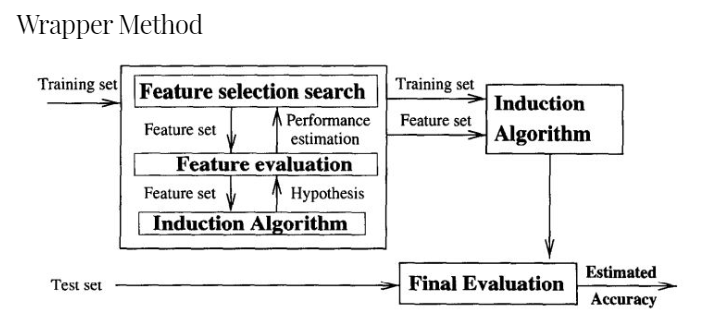 Wrapper Method
Training set
Feature selection search
Training set
Induction
Algorithm
Feature set
Performance
estimation
Feature set
Feature evaluation
Feature set
Hypothesis
Induction Algorithm
Test set
Final Evaluation
Estimated
Accuracy